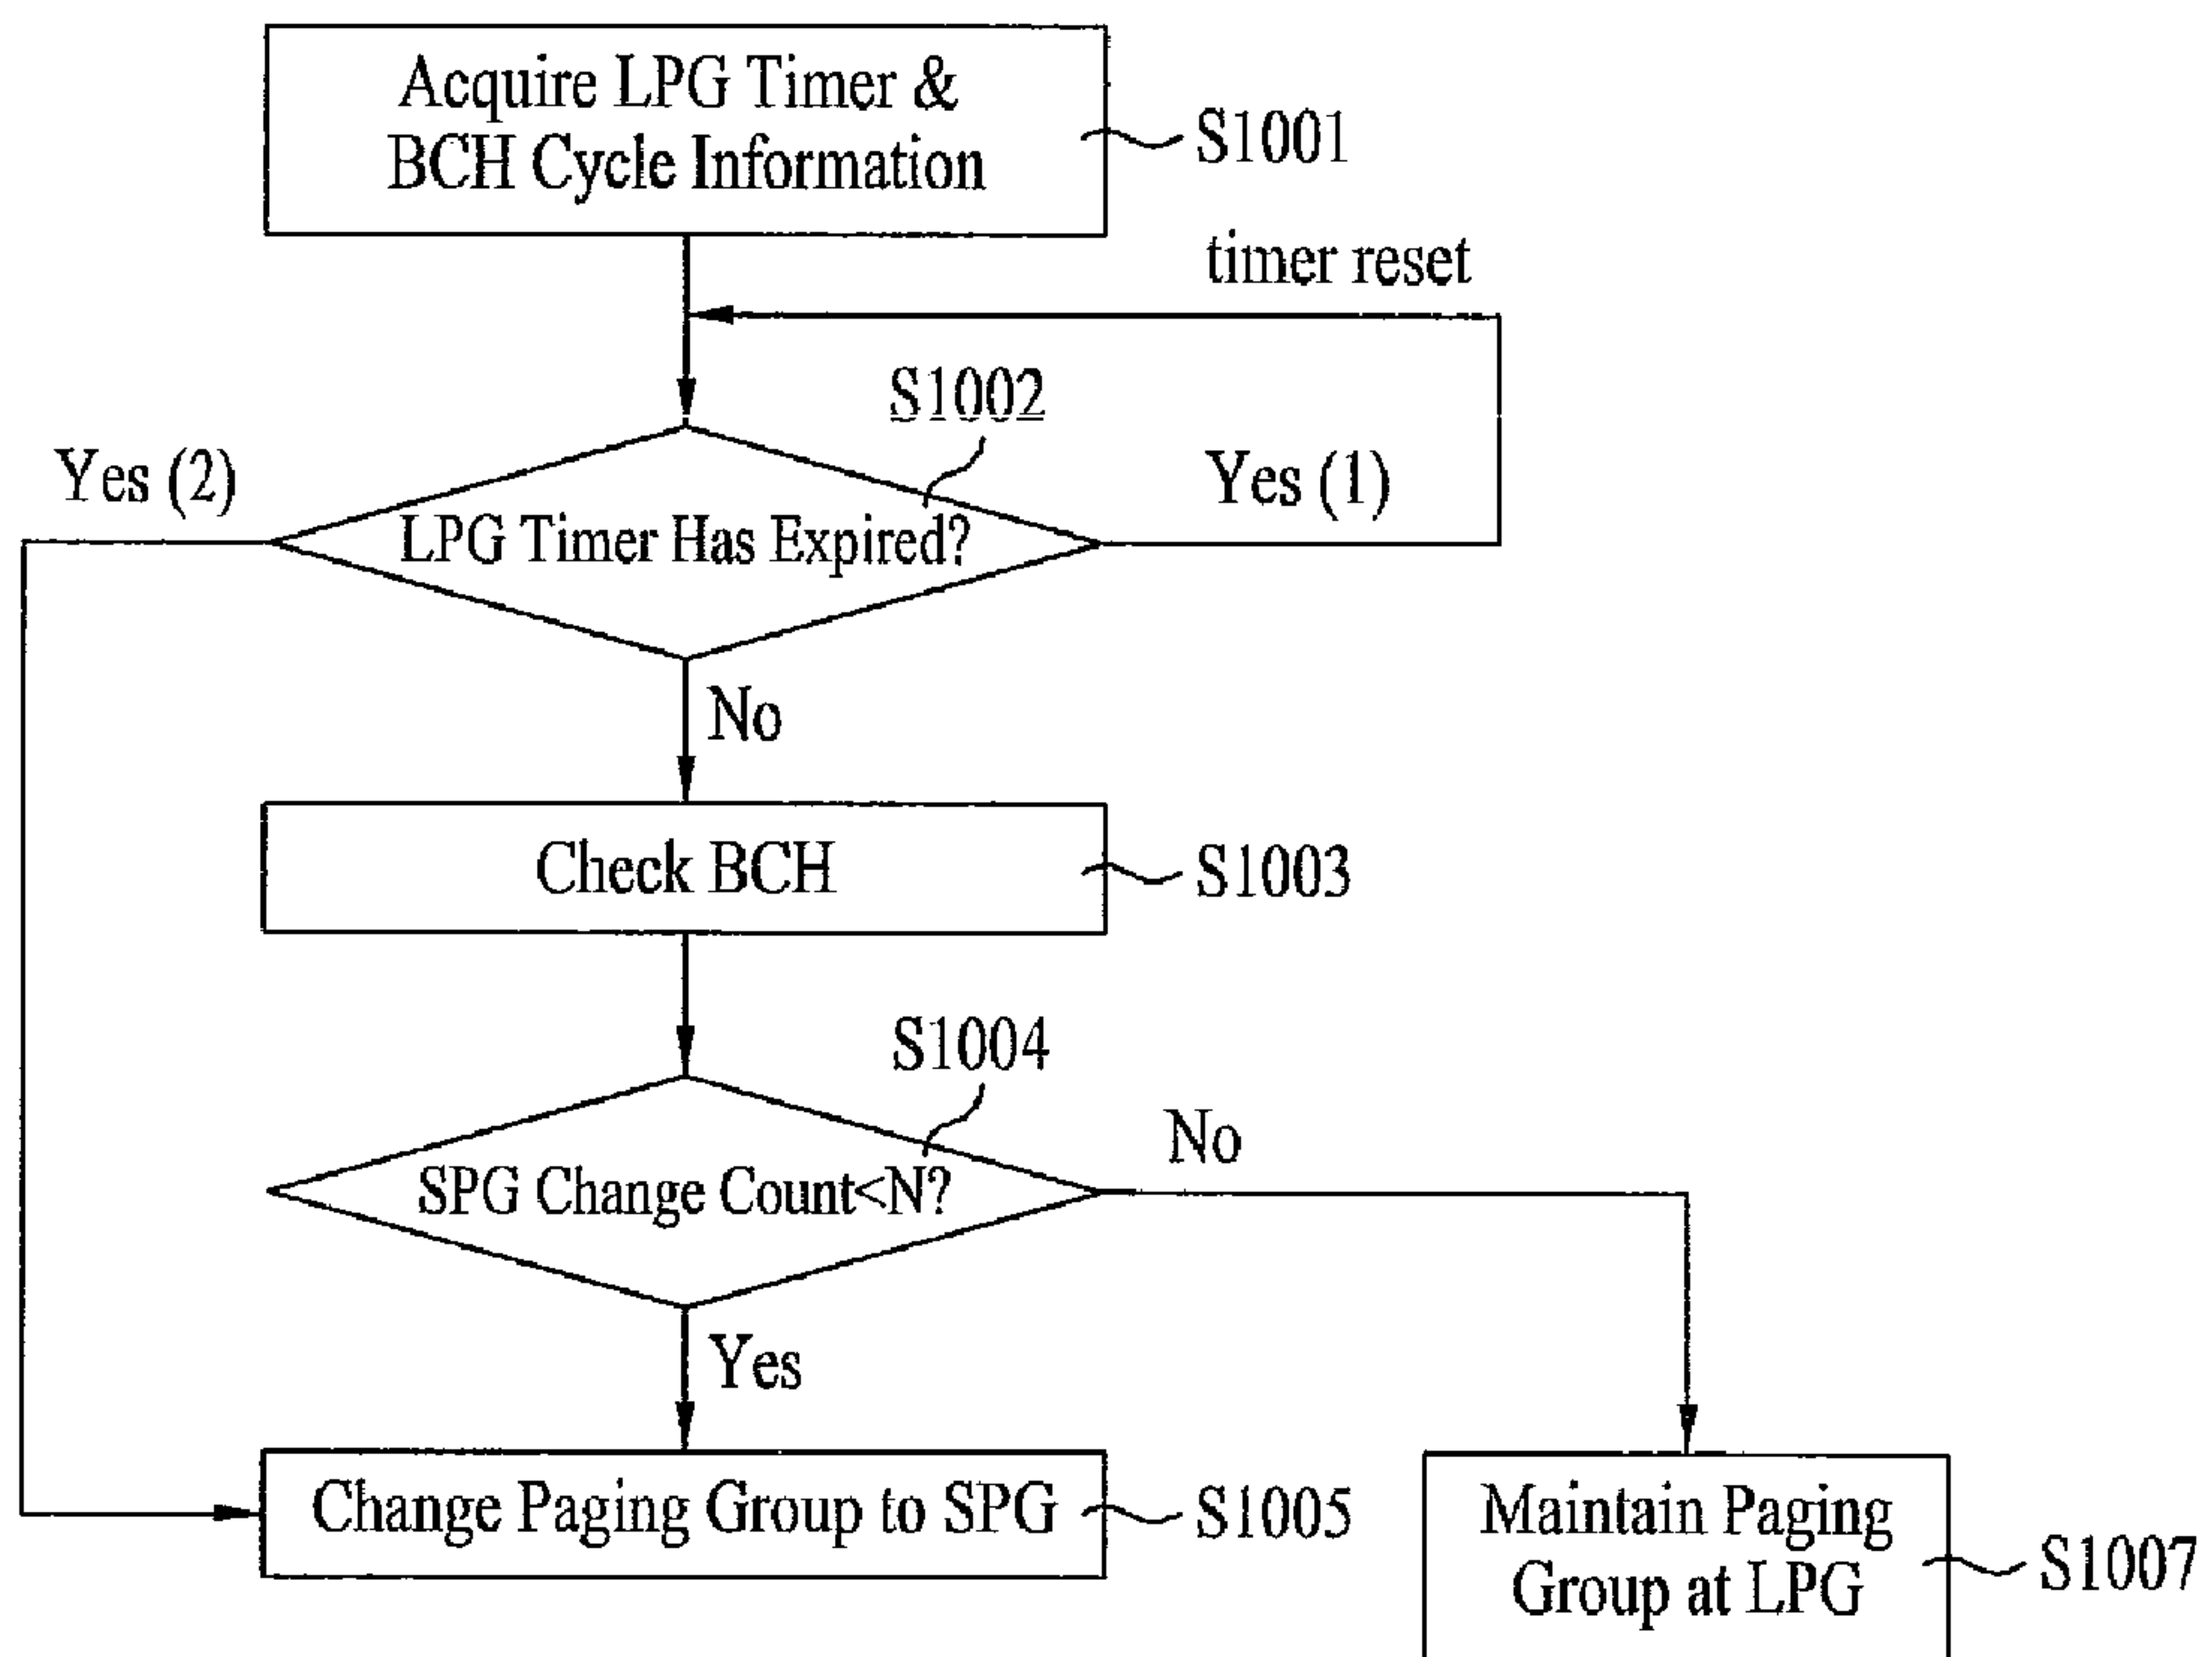 Acquire LPG Timer &
BCH Cycle Information
S1001
timer reset
S1002
Yes (2)
Yes (1)
LPG Timer Has Expired?
No
Check BCH
S1003
S1004
No
SPG Change Count<N?
Yes
Change Paging Group to SPG
S1005
Maintain Paging
Group at LPG
S1007